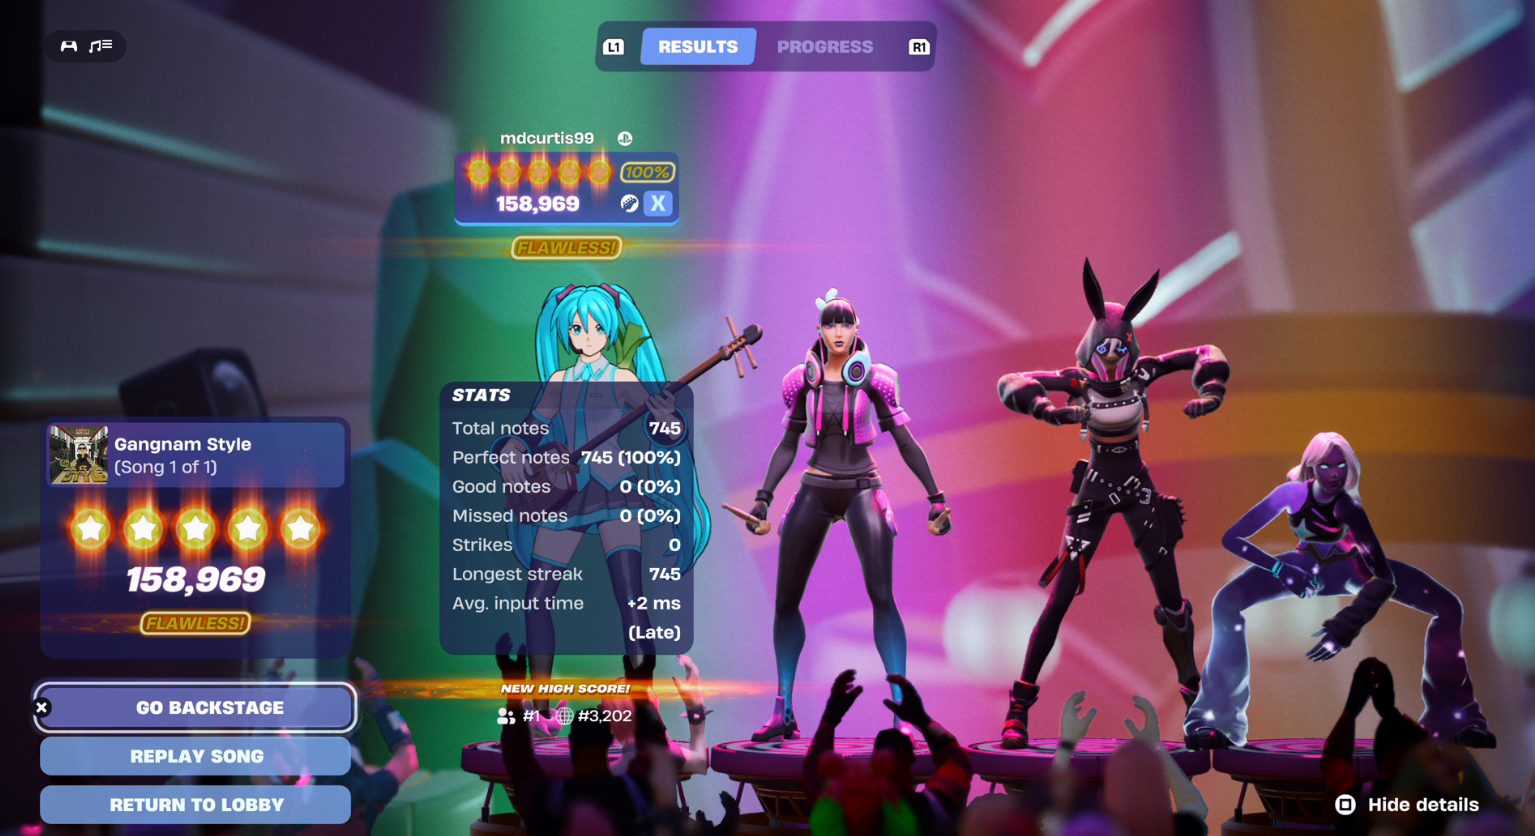 L1 RESULTS PROGRESS R1
mdcurtis99
100%
158,969 X
FLAWLESS!
STATS
Total notes 745
Perfect notes 745 (100%)
Good notes 0 (0%)
Missed notes 0 (0%)
Strikes 0
Longest streak 745
Avg. input time +2 ms
(Late)
NEW HIGH SCORE!
#1 #3,202
Gangnam Style
(Song 1 of 1)
158,969
FLAWLESS!
GO BACKSTAGE
REPLAY SONG
RETURN TO LOBBY
Hide details